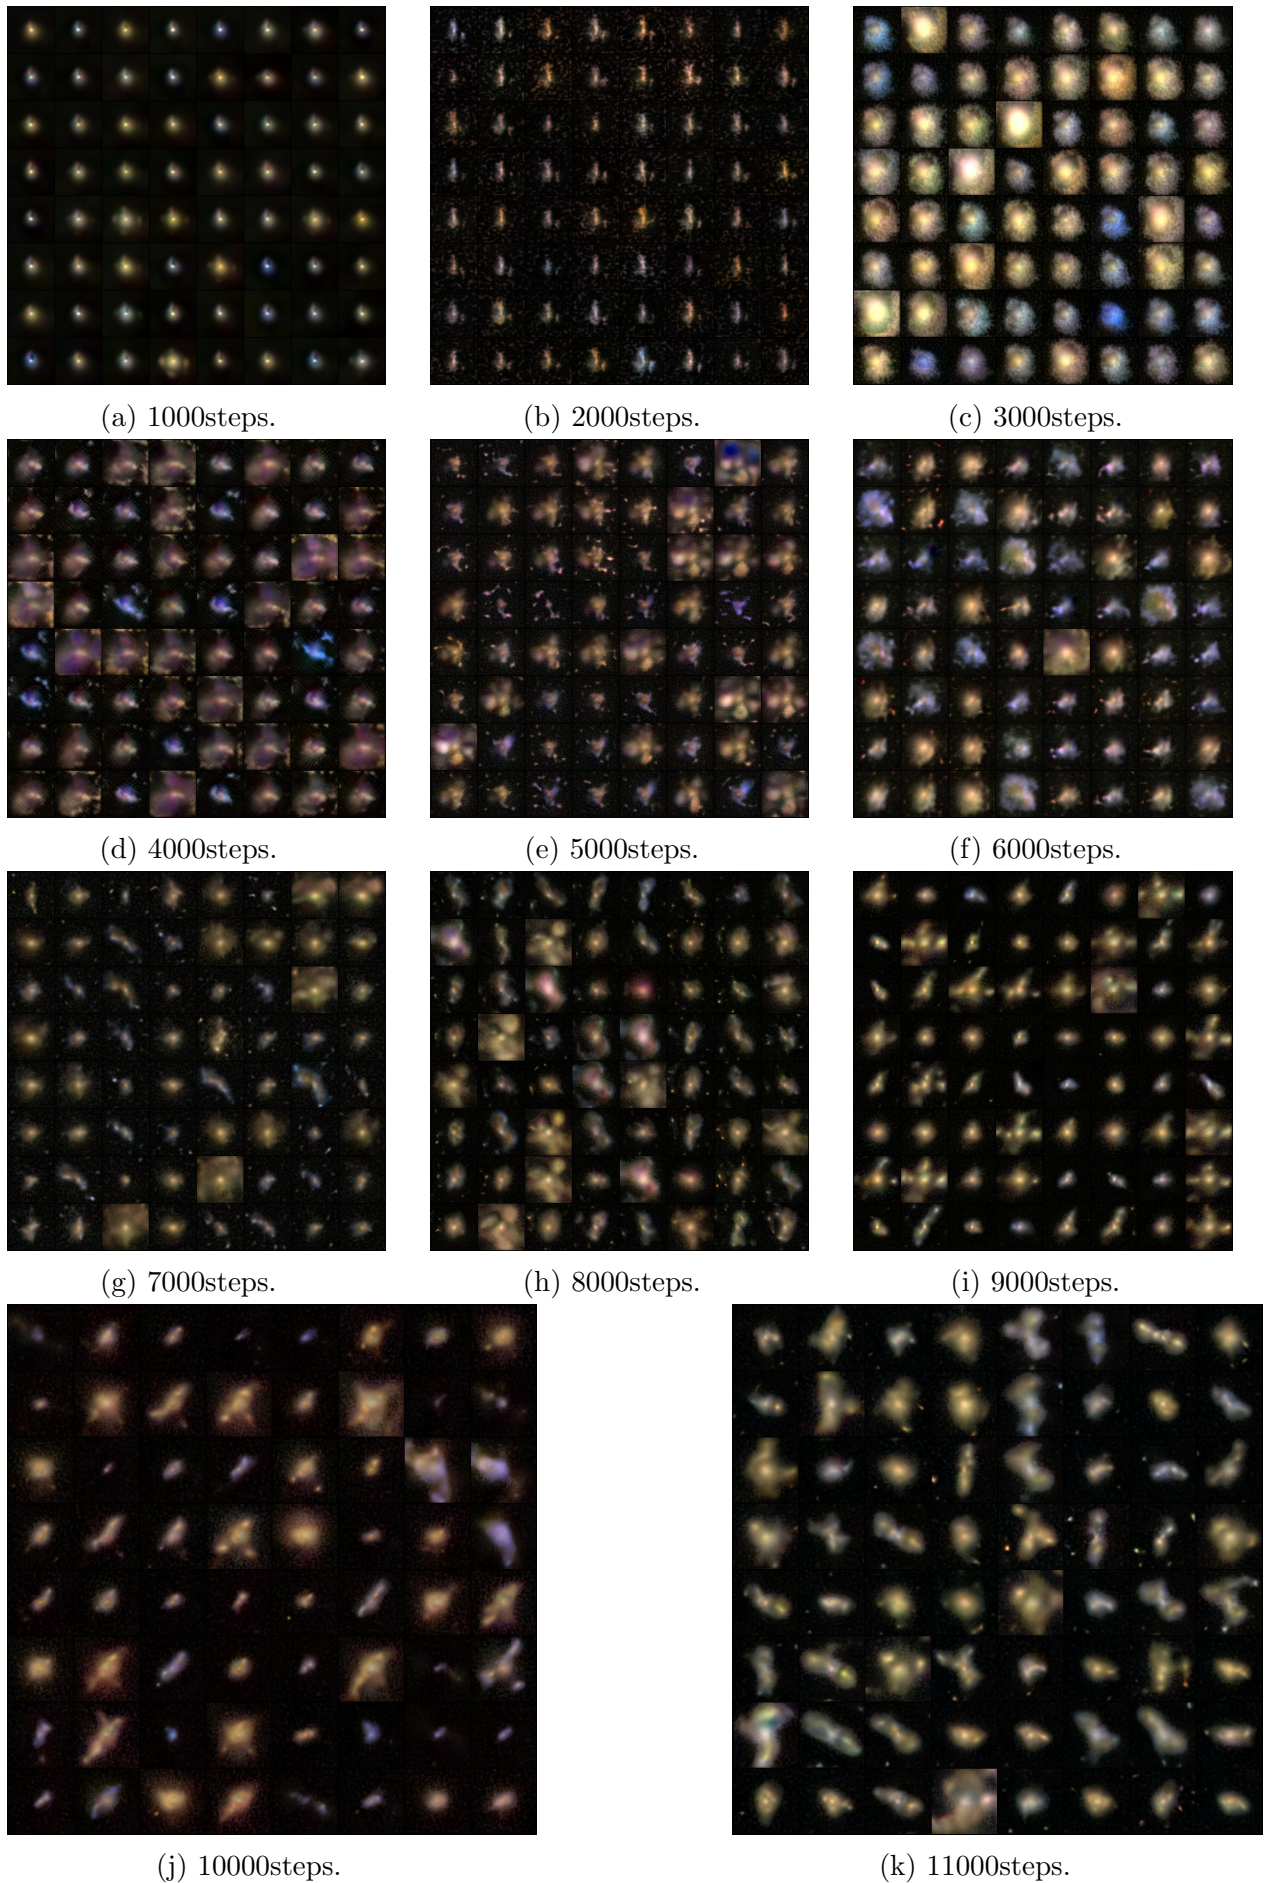 (a) 1000steps.
(b) 2000steps.
(c) 3000steps.
(d) 4000steps.
(e) 5000steps.
(f) 6000steps.
(g) 7000steps.
(h) 8000steps.
(i) 9000steps.
(j) 10000steps.
(k) 11000steps.